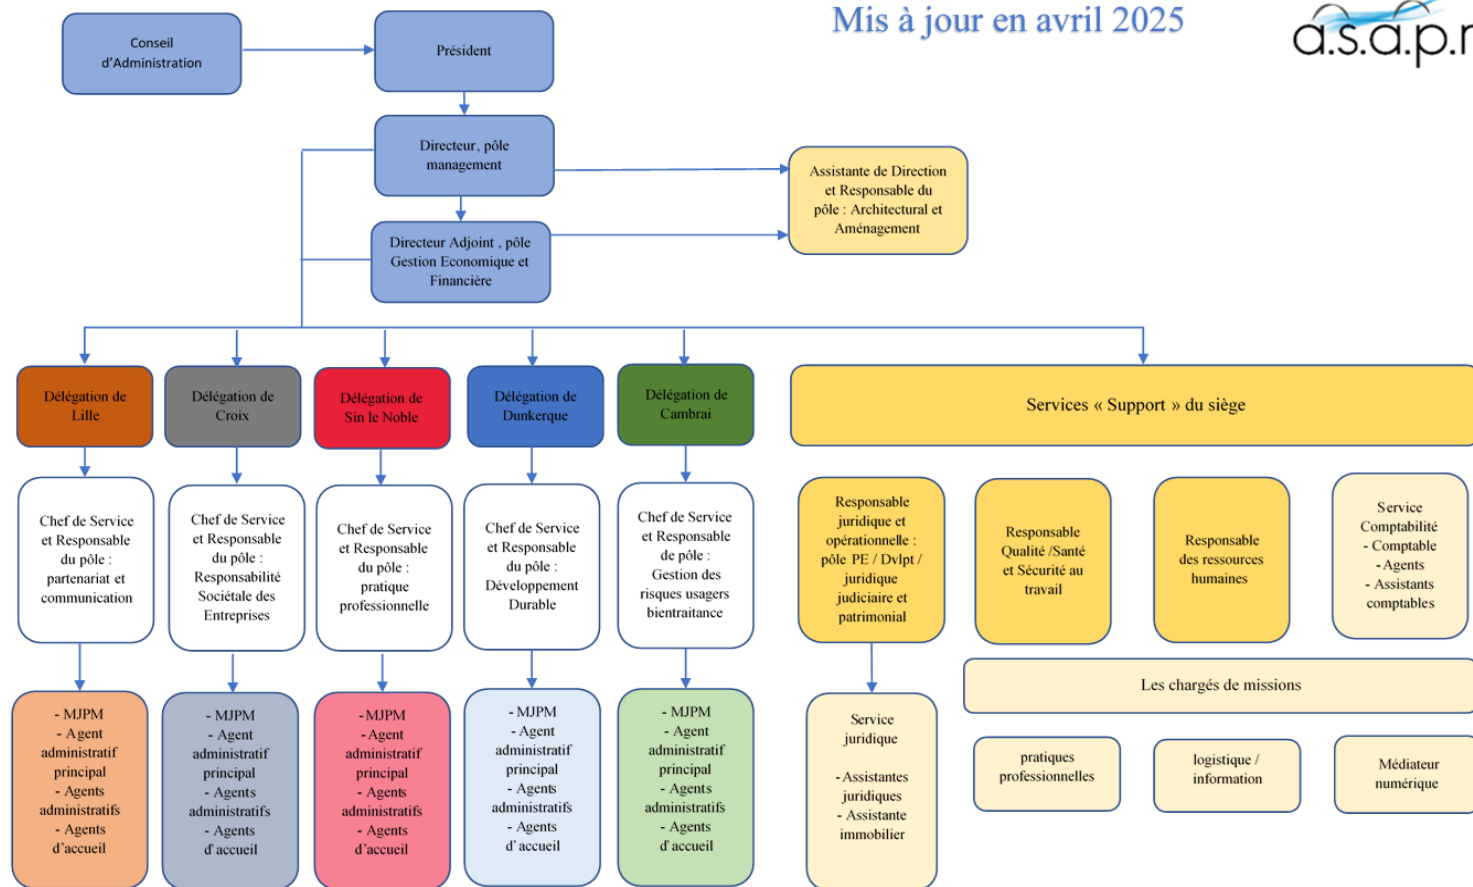 Mis à jour en avril 2025
a.s.a.p.r
Conseil
d'Administration
Président
Directeur, pôle
management
Assistante de Direction
et Responsable du
pôle : Architectural et
Aménagement
Directeur Adjoint , pôle
Gestion Economique et
Financière
Délégation de
Lille
Délégation de
Croix
Délégation de
Sin le Noble
Délégation de
Dunkerque
Délégation de
Cambrai
Services « Support » du siège
Chef de Service
et Responsable
du pôle :
partenariat et
communication
Chef de Service
et Responsable
du pôle :
Responsabilité
Sociétale des
Entreprises
Chef de Service
et Responsable
du pôle :
pratique
professionnelle
Chef de Service
et Responsable
du pôle :
Développement
Durable
Chef de Service
et Responsable
de pôle :
Gestion des
risques usagers
bientraitance
Responsable
juridique et
opérationnelle :
pôle PE / Dvlpt /
juridique
judiciaire et
patrimonial
Responsable
Qualité /Santé
et Sécurité au
travail
Responsable
des ressources
humaines
Service
Comptabilité
- Comptable
- Agents
- Assistants
comptables
Les chargés de missions
- MJPM
- Agent
administratif
principal
- Agents
administratifs
- Agents
d'accueil
- MJPM
- Agent
administratif
principal
- Agents
administratifs
- Agents
d'accueil
- MJPM
- Agent
administratif
principal
- Agents
administratifs
- Agents
d'accueil
- MJPM
- Agent
administratif
principal
- Agents
administratifs
- Agents
d'accueil
- MJPM
- Agent
administratif
principal
- Agents
administratifs
- Agents
d'accueil
Service
juridique
- Assistantes
juridiques
- Assistante
immobilier
pratiques
professionnelles
logistique /
information
Médiateur
numérique